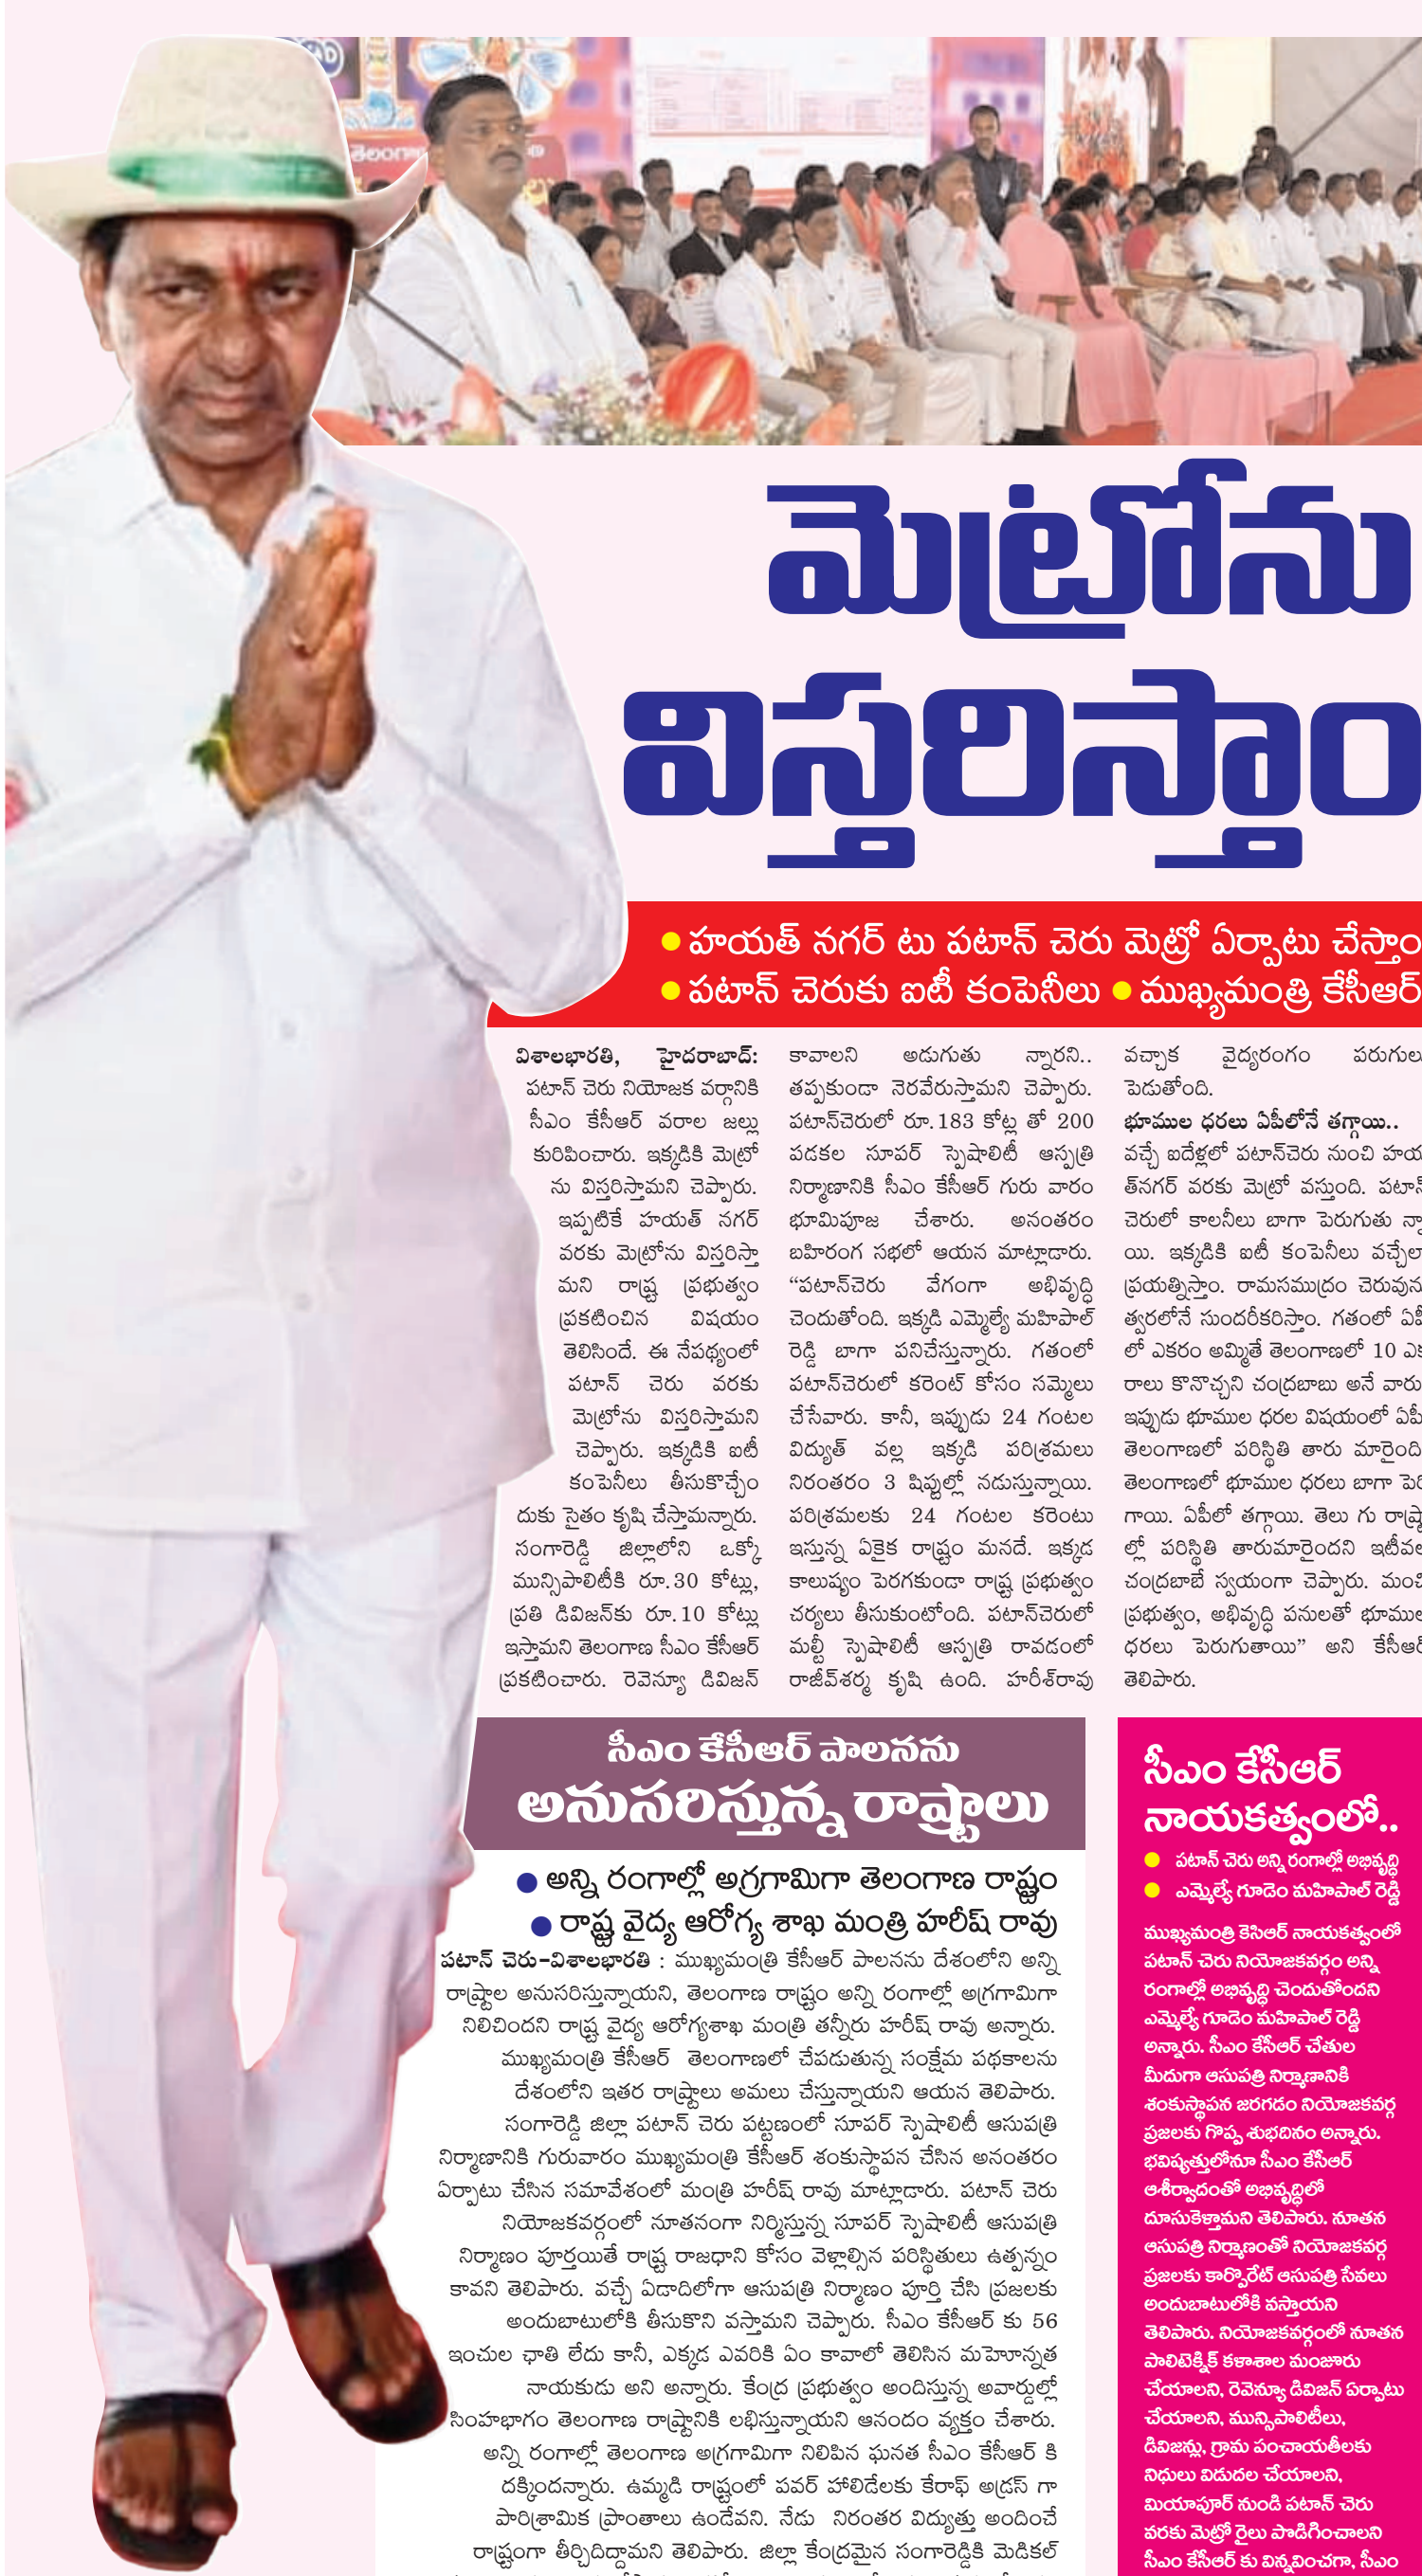 తెలంగాణ
మెట్రోను
విస్తరిస్తాం
● హయత్ నగర్ టు పటాన్ చెరు మెట్రో ఏర్పాటు చేస్తాం
● పటాన్ చెరుకు ఐటీ కంపెనీలు ● ముఖ్యమంత్రి కేసీఆర్
విశాలభారతి, హైదరాబాద్:
పటాన్ చెరు నియోజక వర్గానికి
సీఎం కేసీఆర్ వరాల జల్లు
కురిపించారు. ఇక్కడికి మెట్రో
ను విస్తరిస్తామని చెప్పారు.
ఇప్పటికే హయత్ నగర్
వరకు మెట్రోను విస్తరిస్తా
మని రాష్ట్ర ప్రభుత్వం
ప్రకటించిన విషయం
తెలిసిందే. ఈ నేపథ్యంలో
పటాన్ చెరు వరకు
మెట్రోను విస్తరిస్తామని
చెప్పారు. ఇక్కడికి ఐటీ
కంపెనీలు తీసుకొచ్చేం
దుకు సైతం కృషి చేస్తామన్నారు.
సంగారెడ్డి జిల్లాలోని ఒక్కో
మున్సిపాలిటీకి రూ.30 కోట్లు,
ప్రతి డివిజన్‌కు రూ.10 కోట్లు
ఇస్తామని తెలంగాణ సీఎం కేసీఆర్
ప్రకటించారు. రెవెన్యూ డివిజన్
కావాలని అడుగుతు న్నారని..
తప్పకుండా నెరవేరుస్తామని చెప్పారు.
పటాన్‌చెరులో రూ.183 కోట్ల తో 200
పడకల సూపర్ స్పెషాలిటీ ఆస్పత్రి
నిర్మాణానికి సీఎం కేసీఆర్ గురు వారం
భూమిపూజ చేశారు. అనంతరం
బహిరంగ సభలో ఆయన మాట్లాడారు.
“పటాన్‌చెరు వేగంగా అభివృద్ధి
చెందుతోంది. ఇక్కడి ఎమ్మెల్యే మహిపాల్
రెడ్డి బాగా పనిచేస్తున్నారు. గతంలో
పటాన్‌చెరులో కరెంట్ కోసం సమ్మెలు
చేసేవారు. కానీ, ఇప్పుడు 24 గంటల
విద్యుత్ వల్ల ఇక్కడి పరిశ్రమలు
నిరంతరం 3 షిఫ్టుల్లో నడుస్తున్నాయి.
పరిశ్రమలకు 24 గంటల కరెంటు
ఇస్తున్న ఏకైక రాష్ట్రం మనదే. ఇక్కడ
కాలుష్యం పెరగకుండా రాష్ట్ర ప్రభుత్వం
చర్యలు తీసుకుంటోంది. పటాన్‌చెరులో
మల్టీ స్పెషాలిటీ ఆస్పత్రి రావడంలో
రాజీవ్‌శర్మ కృషి ఉంది. హరీశ్‌రావు
వచ్చాక వైద్యరంగం పరుగులు
పెడుతోంది.
భూముల ధరలు ఏపీలోనే తగ్గాయి..
వచ్చే ఐదేళ్లలో పటాన్‌చెరు నుంచి హయ
త్‌నగర్ వరకు మెట్రో వస్తుంది. పటాన్
చెరులో కాలనీలు బాగా పెరుగుతు న్నా
యి. ఇక్కడికి ఐటీ కంపెనీలు వచ్చేలా
ప్రయత్నిస్తాం. రామసముద్రం చెరువును
త్వరలోనే సుందరీకరిస్తాం. గతంలో ఏపీ
లో ఎకరం అమ్మితే తెలంగాణలో 10 ఎక
రాలు కొనొచ్చని చంద్రబాబు అనే వారు
ఇప్పుడు భూముల ధరల విషయంలో ఏపీ,
తెలంగాణలో పరిస్థితి తారు మారైంది.
తెలంగాణలో భూముల ధరలు బాగా పెరి
గాయి. ఏపీలో తగ్గాయి. తెలు గు రాష్ట్రా
ల్లో పరిస్థితి తారుమారైందని ఇటీవల
చంద్రబాబే స్వయంగా చెప్పారు. మంచి
ప్రభుత్వం, అభివృద్ధి పనులతో భూముల
ధరలు పెరుగుతాయి” అని కేసీఆర్
తెలిపారు.
సీఎం కేసీఆర్ పాలనను
అనుసరిస్తున్న రాష్ట్రాలు
● అన్ని రంగాల్లో అగ్రగామిగా తెలంగాణ రాష్ట్రం
● రాష్ట్ర వైద్య ఆరోగ్య శాఖ మంత్రి హరీష్ రావు
పటాన్ చెరు-విశాలభారతి : ముఖ్యమంత్రి కేసీఆర్ పాలనను దేశంలోని అన్ని
రాష్ట్రాల అనుసరిస్తున్నాయని, తెలంగాణ రాష్ట్రం అన్ని రంగాల్లో అగ్రగామిగా
నిలిచిందని రాష్ట్ర వైద్య ఆరోగ్యశాఖ మంత్రి తన్నీరు హరీష్ రావు అన్నారు.
ముఖ్యమంత్రి కేసీఆర్ తెలంగాణలో చేపడుతున్న సంక్షేమ పథకాలను
దేశంలోని ఇతర రాష్ట్రాలు అమలు చేస్తున్నాయని ఆయన తెలిపారు.
సంగారెడ్డి జిల్లా పటాన్ చెరు పట్టణంలో సూపర్ స్పెషాలిటీ ఆసుపత్రి
నిర్మాణానికి గురువారం ముఖ్యమంత్రి కేసీఆర్ శంకుస్థాపన చేసిన అనంతరం
ఏర్పాటు చేసిన సమావేశంలో మంత్రి హరీష్ రావు మాట్లాడారు. పటాన్ చెరు
నియోజకవర్గంలో నూతనంగా నిర్మిస్తున్న సూపర్ స్పెషాలిటీ ఆసుపత్రి
నిర్మాణం పూర్తయితే రాష్ట్ర రాజధాని కోసం వెళ్లాల్సిన పరిస్థితులు ఉత్పన్నం
కావని తెలిపారు. వచ్చే ఏడాదిలోగా ఆసుపత్రి నిర్మాణం పూర్తి చేసి ప్రజలకు
అందుబాటులోకి తీసుకొని వస్తామని చెప్పారు. సీఎం కేసీఆర్ కు 56
ఇంచుల ఛాతి లేదు కానీ, ఎక్కడ ఎవరికి ఏం కావాలో తెలిసిన మహోన్నత
నాయకుడు అని అన్నారు. కేంద్ర ప్రభుత్వం అందిస్తున్న అవార్డుల్లో
సింహభాగం తెలంగాణ రాష్ట్రానికి లభిస్తున్నాయని ఆనందం వ్యక్తం చేశారు.
అన్ని రంగాల్లో తెలంగాణ అగ్రగామిగా నిలిపిన ఘనత సీఎం కేసీఆర్ కి
దక్కిందన్నారు. ఉమ్మడి రాష్ట్రంలో పవర్ హాలిడేలకు కేరాఫ్ అడ్రస్ గా
పారిశ్రామిక ప్రాంతాలు ఉండేవని. నేడు నిరంతర విద్యుత్తు అందించే
రాష్ట్రంగా తీర్చిదిద్దామని తెలిపారు. జిల్లా కేంద్రమైన సంగారెడ్డికి మెడికల్
సీఎం కేసీఆర్
నాయకత్వంలో..
● పటాన్ చెరు అన్ని రంగాల్లో అభివృద్ధి
● ఎమ్మెల్యే గూడెం మహిపాల్ రెడ్డి
ముఖ్యమంత్రి కెసిఆర్ నాయకత్వంలో
పటాన్ చెరు నియోజకవర్గం అన్ని
రంగాల్లో అభివృద్ధి చెందుతోందని
ఎమ్మెల్యే గూడెం మహిపాల్ రెడ్డి
అన్నారు. సీఎం కేసీఆర్ చేతుల
మీదుగా ఆసుపత్రి నిర్మాణానికి
శంకుస్థాపన జరగడం నియోజకవర్గ
ప్రజలకు గొప్ప శుభదినం అన్నారు.
భవిష్యత్తులోనూ సీఎం కేసీఆర్
ఆశీర్వాదంతో అభివృద్ధిలో
దూసుకెళ్తామని తెలిపారు. నూతన
ఆసుపత్రి నిర్మాణంతో నియోజకవర్గ
ప్రజలకు కార్పొరేట్ ఆసుపత్రి సేవలు
అందుబాటులోకి వస్తాయని
తెలిపారు. నియోజకవర్గంలో నూతన
పాలిటెక్నిక్ కళాశాల మంజూరు
చేయాలని, రెవెన్యూ డివిజన్ ఏర్పాటు
చేయాలని, మున్సిపాలిటీలు,
డివిజన్లు, గ్రామ పంచాయతీలకు
నిధులు విడుదల చేయాలని,
మియాపూర్ నుండి పటాన్ చెరు
వరకు మెట్రో రైలు పొడిగించాలని
సీఎం కేసీఆర్ కు విన్నవించగా, సీఎం